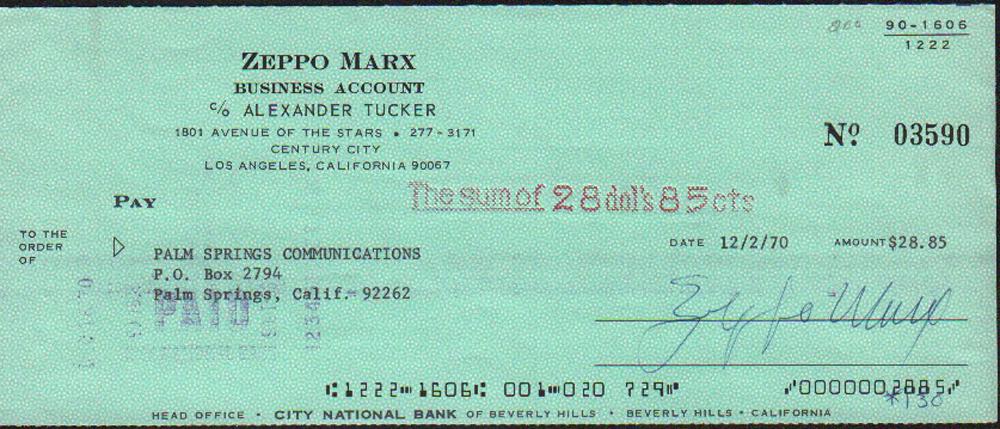 90-1606
1222
ZEPPO MARX
BUSINESS ACCOUNT
c/o ALEXANDER TUCKER
1801 AVENUE OF THE STARS • 277-3171
CENTURY CITY
LOS ANGELES, CALIFORNIA 90067
Nº 03590
PAY The sum of 28 dol's 85 cts
TO THE
ORDER
OF
DATE 12/2/70 AMOUNT $28.85
PALM SPRINGS COMMUNICATIONS
P.O. Box 2794
Palm Springs, Calif. 92262
PAID
Zeppo Marx
⑆1222⑉1606⑆ 001⑉020 729⑈ ⑇0000002885⑇
HEAD OFFICE • CITY NATIONAL BANK OF BEVERLY HILLS • BEVERLY HILLS • CALIFORNIA